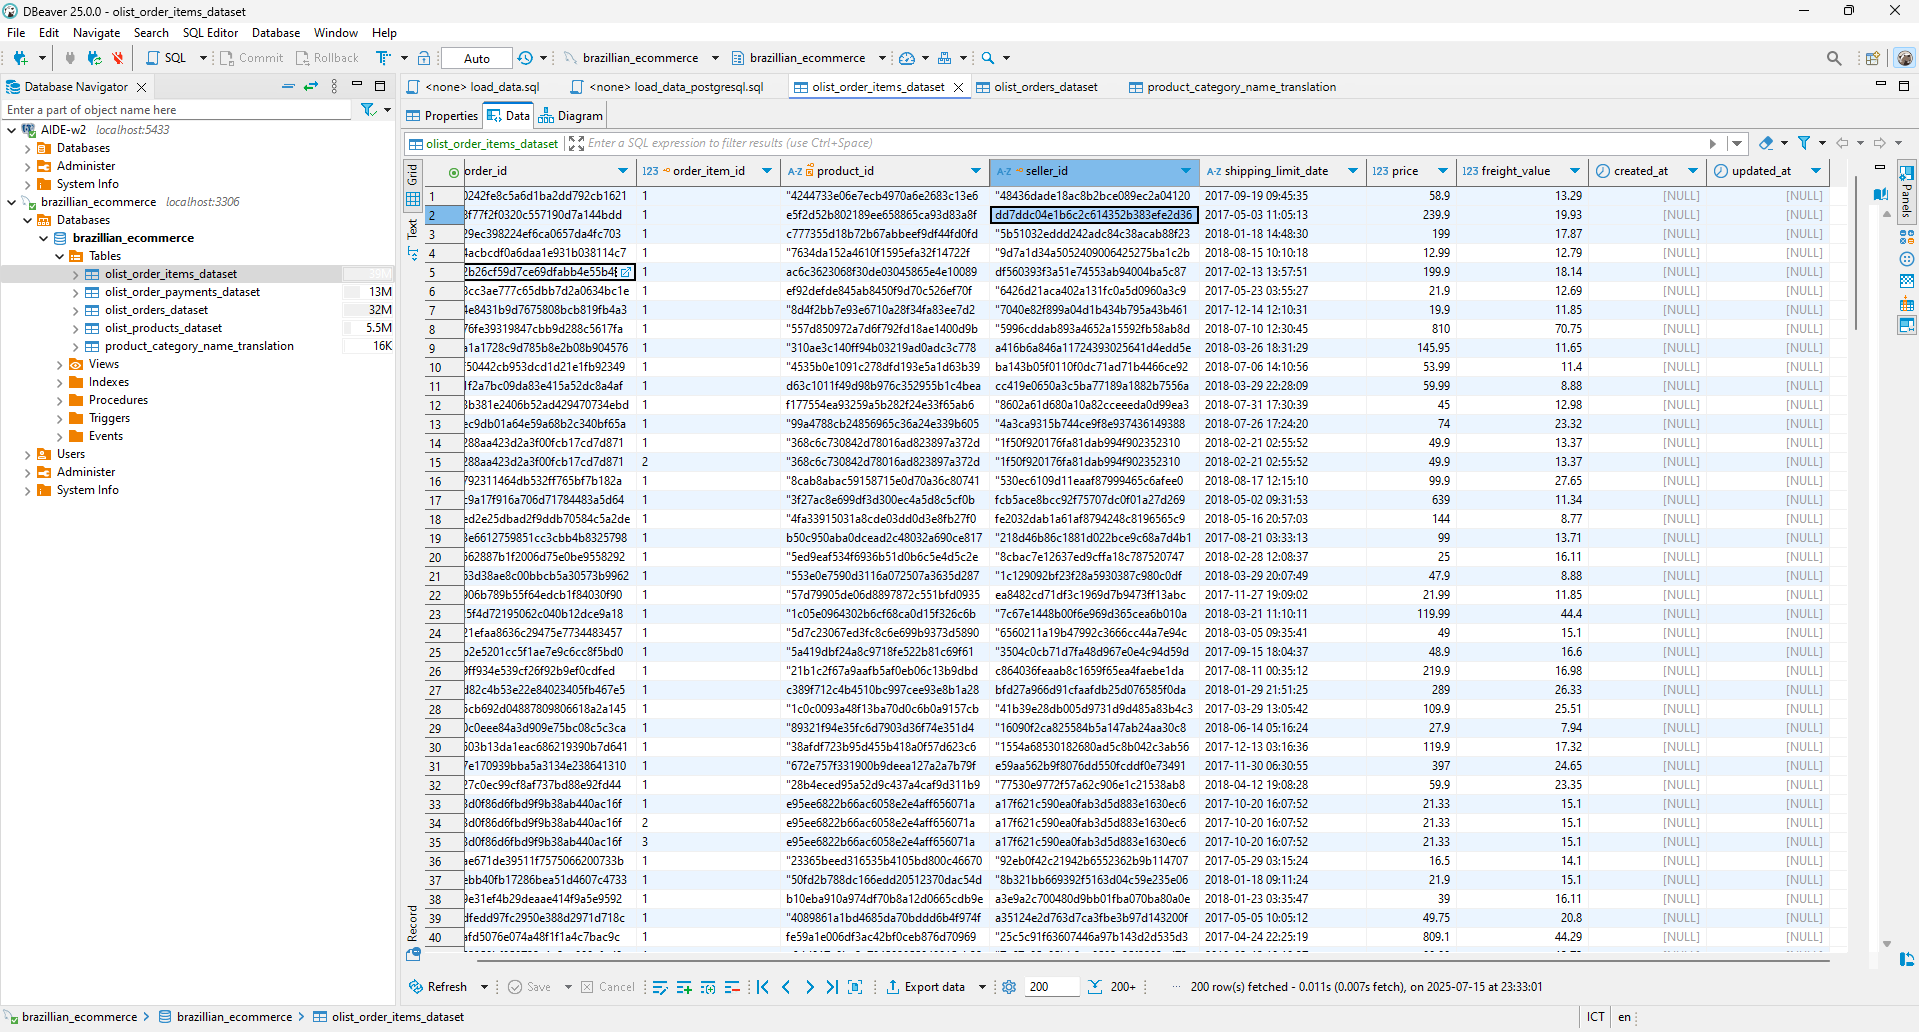 DBeaver 25.0.0 - olist_order_items_dataset
File Edit Navigate Search SQL Editor Database Window Help
SQL Commit Rollback Auto brazillian_ecommerce brazillian_ecommerce
Database Navigator
Enter a part of object name here
AIDE-w2 localhost:5433
Databases
Administer
System Info
brazillian_ecommerce localhost:3306
Databases
brazillian_ecommerce
Tables
olist_order_items_dataset 39M
olist_order_payments_dataset 13M
olist_orders_dataset 32M
olist_products_dataset 5.5M
product_category_name_translation 16K
Views
Indexes
Procedures
Triggers
Events
Users
Administer
System Info
<none> load_data.sql <none> load_data_postgresql.sql olist_order_items_dataset olist_orders_dataset product_category_name_translation
Properties Data Diagram
olist_order_items_dataset Enter a SQL expression to filter results (use Ctrl+Space)
Grid
Text
Record
Panels
order_id 123 order_item_id A-Z product_id A-Z seller_id A-Z shipping_limit_date 123 price 123 freight_value created_at updated_at
1 0242fe8c5a6d1ba2dd792cb1621 1 "4244733e06e7ecb4970a6e2683c13e6 "48436dade18ac8b2bce089ec2a04120 2017-09-19 09:45:35 58.9 13.29 [NULL] [NULL]
2 8f77f2f0320c557190d7a144bdd 1 e5f2d52b802189ee658865ca93d83a8f dd7ddc04e1b6c2c614352b383efe2d36 2017-05-03 11:05:13 239.9 19.93 [NULL] [NULL]
3 29ec398224ef6ca0657da4fc703 1 c777355d18b72b67abbeef9df44fd0fd "5b51032eddd242adc84c38acab88f23 2018-01-18 14:48:30 199 17.87 [NULL] [NULL]
4 4acbcdf0a6daa1e931b038114c7 1 "7634da152a4610f1595efa32f14722f "9d7a1d34a5052409006425275ba1c2b 2018-08-15 10:10:18 12.99 12.79 [NULL] [NULL]
5 2b26cf59d7ce69dfabb4e55b4f 1 ac6c3623068f30de03045865e4e10089 df560393f3a51e74553ab94004ba5c87 2017-02-13 13:57:51 199.9 18.14 [NULL] [NULL]
6 8cc3ae777c65dbb7d2a0634bc1e 1 ef92defde845ab8450f9d70c526ef70f "6426d21aca402a131fc0a5d0960a3c9 2017-05-23 03:55:27 21.9 12.69 [NULL] [NULL]
7 4e8431b9d7675808bcb819fb4a3 1 "8d4f2bb7e93e6710a28f34fa83ee7d2 "7040e82f899a04d1b434b795a43b461 2017-12-14 12:10:31 19.9 11.85 [NULL] [NULL]
8 76fe39319847cbb9d288c5617fa 1 "557d850972a7d6f792fd18ae1400d9b "5996cddab893a4652a15592fb58ab8d 2018-07-10 12:30:45 810 70.75 [NULL] [NULL]
9 a1a1728c9d785b8e2b08b904576 1 "310ae3c140ff94b03219ad0adc3c778 a416b6a846a11724393025641d4edd5e 2018-03-26 18:31:29 145.95 11.65 [NULL] [NULL]
10 f50442cb953dcd1d21e1fb92349 1 "4535b0e1091c278dfd193e5a1d63b39 ba143b05f0110f0dc71ad71b4466ce92 2018-07-06 14:10:56 53.99 11.4 [NULL] [NULL]
11 1f2a7bc09da83e415a52dc8a4af 1 d63c1011f49d98b976c352955b1c4bea cc419e0650a3c5ba77189a1882b7556a 2018-03-29 22:28:09 59.99 8.88 [NULL] [NULL]
12 3b381e2406b52ad429470734ebd 1 f177554ea93259a5b282f24e33f65ab6 "8602a61d680a10a82cceeeda0d99ea3 2018-07-31 17:30:39 45 12.98 [NULL] [NULL]
13 ec9db01a64e59a68b2c340bf65a 1 "99a4788cb24856965c36a24e339b605 "4a3ca9315b744ce9f8e937436149388 2018-07-26 17:24:20 74 23.32 [NULL] [NULL]
14 288aa423d2a3f00fcb17cd7d871 1 "368c6c730842d78016ad823897a372d "1f50f920176fa81dab994f902352310 2018-02-21 02:55:52 49.9 13.37 [NULL] [NULL]
15 288aa423d2a3f00fcb17cd7d871 2 "368c6c730842d78016ad823897a372d "1f50f920176fa81dab994f902352310 2018-02-21 02:55:52 49.9 13.37 [NULL] [NULL]
16 792311464db532ff765bf7b182a 1 "8cab8abac59158715e0d70a36c80741 "530ec6109d11eaaf87999465c6afee0 2018-08-17 12:15:10 99.9 27.65 [NULL] [NULL]
17 c9a17f916a706d71784483a5d64 1 "3f27ac8e699df3d300ec4a5d8c5cf0b fcb5ace8bcc92f75707dc0f01a27d269 2018-05-02 09:31:53 639 11.34 [NULL] [NULL]
18 ed2e25dbad2f9ddb70584c5a2de 1 "4fa33915031a8cde03dd0d3e8fb27f0 fe2032dab1a61af8794248c8196565c9 2018-05-16 20:57:03 144 8.77 [NULL] [NULL]
19 3e6612759851cc3cbb4b8325798 1 b50c950aba0dcead2c48032a690ce817 "218d46b86c1881d022bce9c68a7d4b1 2017-08-21 03:33:13 99 13.71 [NULL] [NULL]
20 562887b1f2006d75e0be9558292 1 "5ed9eaf534f6936b51d0b6c5e4d5c2e "8cbac7e12637ed9cffa18c787520747 2018-02-28 12:08:37 25 16.11 [NULL] [NULL]
21 53d38ae8c00bbcb5a30573b9962 1 "553e0e7590d3116a072507a3635d287 "1c129092bf23f28a5930387c980c0df 2018-03-29 20:07:49 47.9 8.88 [NULL] [NULL]
22 906b789b55f64edcb1f84030f90 1 "57d79905de06d8897872c551bfd0935 ea8482cd71df3c1969d7b9473ff13abc 2017-11-27 19:09:02 21.99 11.85 [NULL] [NULL]
23 25f4d72195062c040b12dce9a18 1 "1c05e0964302b6cf68ca0d15f326c6b "7c67e1448b00f6e969d365cea6b010a 2018-03-21 11:10:11 119.99 44.4 [NULL] [NULL]
24 21efaa8636c29475e7734483457 1 "5d7c23067ed3fc8c6e699b9373d5890 "6560211a19b47992c3666cc44a7e94c 2018-03-05 09:35:41 49 15.1 [NULL] [NULL]
25 b2e5201cc5f1ae7e9c6cc8f5bd0 1 "5a419dbf24a8c9718fe522b81c69f61 "3504c0cb71d7fa48d967e0e4c94d59d 2017-09-15 18:04:37 48.9 16.6 [NULL] [NULL]
26 9ff934e539cf26f92b9ef0cdfed 1 "21b1c2f67a9aafb5af0eb06c13b9dbd c864036feaab8c1659f65ea4faebe1da 2017-08-11 00:35:12 219.9 16.98 [NULL] [NULL]
27 d82c4b53e22e84023405fb467e5 1 c389f712c4b4510bc997cee93e8b1a28 bfd27a966d91cfaafdb25d076585f0da 2018-01-29 21:51:25 289 26.33 [NULL] [NULL]
28 5cb692d04887809806618a2a145 1 "1c0c0093a48f13ba70d0c6b0a9157cb "41b39e28db005d9731d9d485a83b4c3 2017-03-29 13:05:42 109.9 25.51 [NULL] [NULL]
29 0c0eee84a3d909e75bc08c5c3ca 1 "89321f94e35fc6d7903d36f74e351d4 "16090f2ca825584b5a147ab24aa30c8 2018-06-14 05:16:24 27.9 7.94 [NULL] [NULL]
30 503b13da1eac686219390b7d641 1 "38afdf723b95d455b418a0f57d623c6 "1554a68530182680ad5c8b042c3ab56 2017-12-13 03:16:36 119.9 17.32 [NULL] [NULL]
31 7e170939bba5a3134e238641310 1 "672e757f331900b9deea127a2a7b79f e59aa562b9f8076dd550fcddf0e73491 2017-11-30 06:30:55 397 24.65 [NULL] [NULL]
32 27c0ec99cf8af737bd88e92fd44 1 "28b4eced95a52d9c437a4caf9d311b9 "77530e9772f57a62c906e1c21538ab8 2018-04-12 19:08:28 59.9 23.35 [NULL] [NULL]
33 3d0f86d6fbd9f9b38ab440ac16f 1 e95ee6822b66ac6058e2e4aff656071a a17f621c590ea0fab3d5d883e1630ec6 2017-10-20 16:07:52 21.33 15.1 [NULL] [NULL]
34 3d0f86d6fbd9f9b38ab440ac16f 2 e95ee6822b66ac6058e2e4aff656071a a17f621c590ea0fab3d5d883e1630ec6 2017-10-20 16:07:52 21.33 15.1 [NULL] [NULL]
35 3d0f86d6fbd9f9b38ab440ac16f 3 e95ee6822b66ac6058e2e4aff656071a a17f621c590ea0fab3d5d883e1630ec6 2017-10-20 16:07:52 21.33 15.1 [NULL] [NULL]
36 ae671de39511f7575066200733b 1 "23365beed316535b4105bd800c46670 "92eb0f42c21942b6552362b9b114707 2017-05-29 03:15:24 16.5 14.1 [NULL] [NULL]
37 ebb40fb17286bea51d4607c4733 1 "50fd2b788dc166edd20512370dac54d "8b321bb669392f5163d04c59e235e06 2018-01-18 09:11:24 21.9 15.1 [NULL] [NULL]
38 9e31ef4b29deaae414f9a5e9592 1 b10eba910a974df70b8a12d0665cdb9e a3e9a2c700480d9bb01fba070ba80a0e 2018-01-23 03:35:47 39 16.11 [NULL] [NULL]
39 dfedd97fc2950e388d2971d718c 1 "4089861a1bd4685da70bddd6b4f974f a35124e2d763d7ca3fbe3b97d143200f 2017-05-05 10:05:12 49.75 20.8 [NULL] [NULL]
40 afd5076e074a48f1f1a4c7bac9c 1 fe59a1e006df3ac42bf0ceb876d70969 "25c5c91f63607446a97b143d2d535d3 2017-04-24 22:25:19 809.1 44.29 [NULL] [NULL]
Refresh Save Cancel Export data 200 200+ ... 200 row(s) fetched - 0.011s (0.007s fetch), on 2025-07-15 at 23:33:01
brazillian_ecommerce brazillian_ecommerce olist_order_items_dataset ICT en